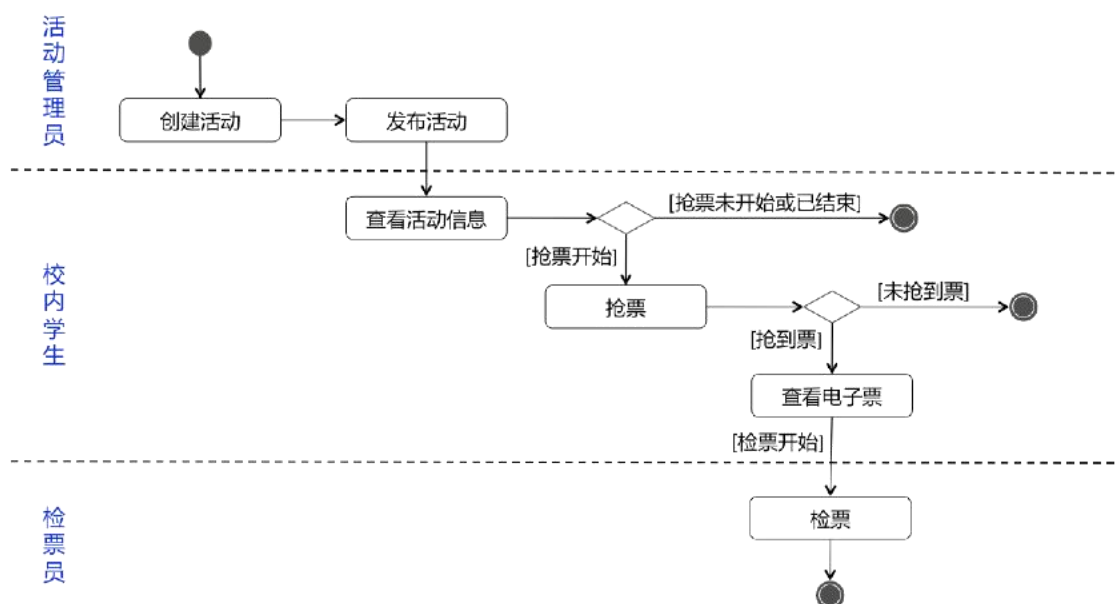 活动管理员
创建活动
发布活动
校内学生
查看活动信息
[抢票未开始或已结束]
[抢票开始]
抢票
[未抢到票]
[抢到票]
查看电子票
[检票开始]
检票员
检票